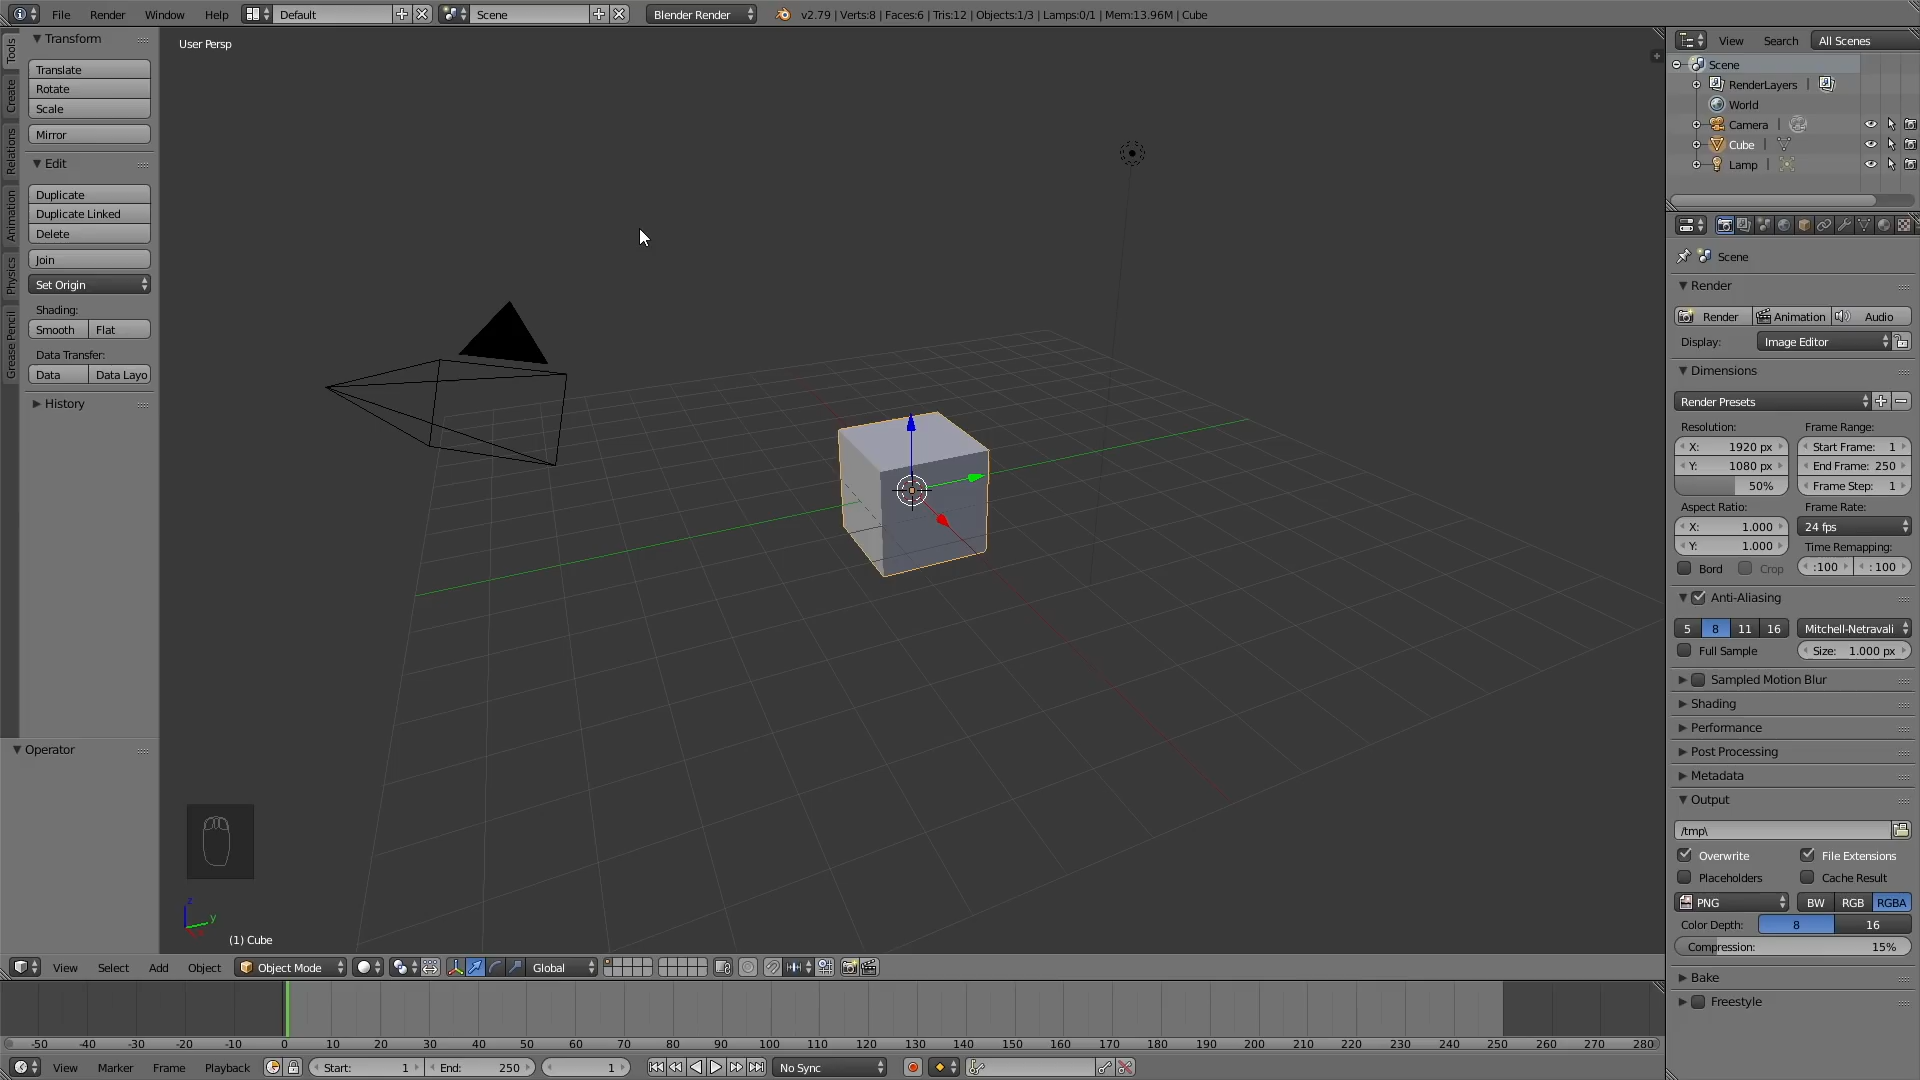 File Render Window Help Default Scene Blender Render v2.79 | Verts:8 | Faces:6 | Tris:12 | Objects:1/3 | Lamps:0/1 | Mem:13.96M | Cube
Tools
Create
Relations
Animation
Physics
Grease Pencil
Transform
Translate
Rotate
Scale
Mirror
Edit
Duplicate
Duplicate Linked
Delete
Join
Set Origin
Shading:
Smooth Flat
Data Transfer:
Data Data Layo
History
Operator
User Persp
z
y
(1) Cube
View Select Add Object Object Mode Global
-50 -40 -30 -20 -10 0 10 20 30 40 50 60 70 80 90 100 110 120 130 140 150 160 170 180 190 200 210 220 230 240 250 260 270 280
View Marker Frame Playback Start: 1 End: 250 1 No Sync
View Search All Scenes
Scene
RenderLayers |
World
Camera |
Cube |
Lamp |
Scene
Render
Render Animation Audio
Display: Image Editor
Dimensions
Render Presets
Resolution: Frame Range:
X: 1920 px Start Frame: 1
Y: 1080 px End Frame: 250
50% Frame Step: 1
Aspect Ratio: Frame Rate:
X: 1.000 24 fps
Y: 1.000 Time Remapping:
Bord Crop :100 : 100
Anti-Aliasing
5 8 11 16 Mitchell-Netravali
Full Sample Size: 1.000 px
Sampled Motion Blur
Shading
Performance
Post Processing
Metadata
Output
/tmp\
Overwrite File Extensions
Placeholders Cache Result
PNG BW RGB RGBA
Color Depth: 8 16
Compression: 15%
Bake
Freestyle